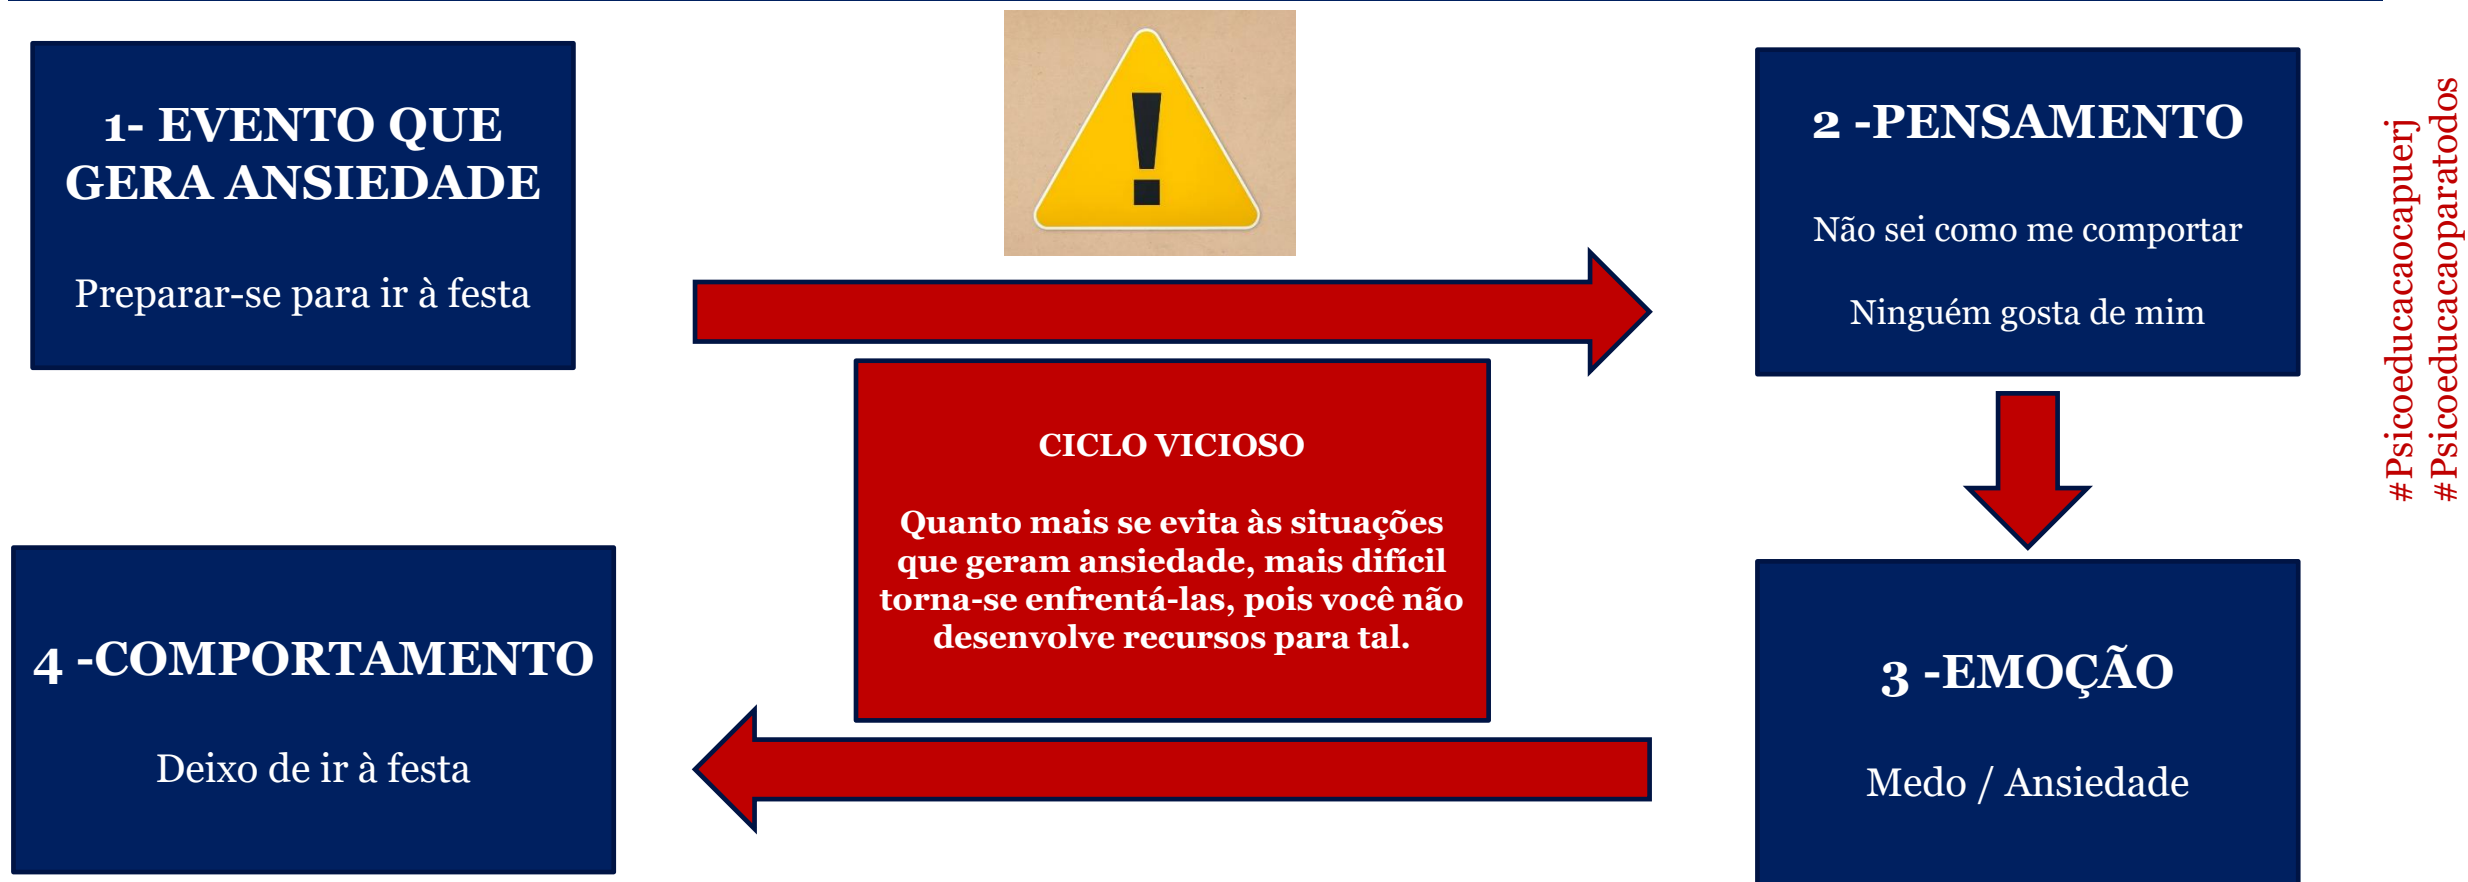 1- EVENTO QUE
GERA ANSIEDADE
Preparar-se para ir à festa
!
2 -PENSAMENTO
Não sei como me comportar
Ninguém gosta de mim
#Psicoeducacaocapuerj
#Psicoeducacaoparatodos
CICLO VICIOSO
Quanto mais se evita às situações
que geram ansiedade, mais difícil
torna-se enfrentá-las, pois você não
desenvolve recursos para tal.
3 -EMOÇÃO
Medo / Ansiedade
4 -COMPORTAMENTO
Deixo de ir à festa